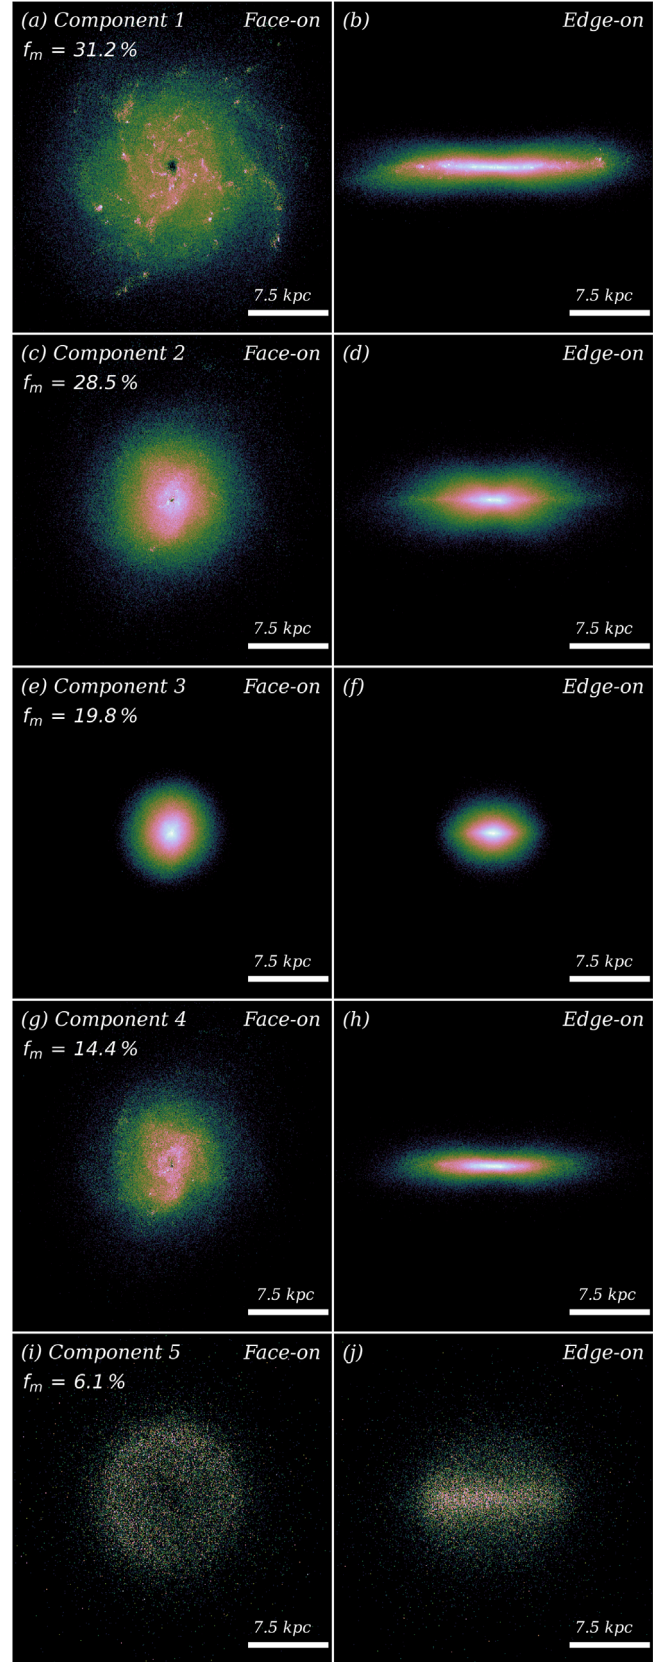 (a) Component 1 Face-on
f_m = 31.2 %
7.5 kpc
(b) Edge-on
7.5 kpc
(c) Component 2 Face-on
f_m = 28.5 %
7.5 kpc
(d) Edge-on
7.5 kpc
(e) Component 3 Face-on
f_m = 19.8 %
7.5 kpc
(f) Edge-on
7.5 kpc
(g) Component 4 Face-on
f_m = 14.4 %
7.5 kpc
(h) Edge-on
7.5 kpc
(i) Component 5 Face-on
f_m = 6.1 %
7.5 kpc
(j) Edge-on
7.5 kpc